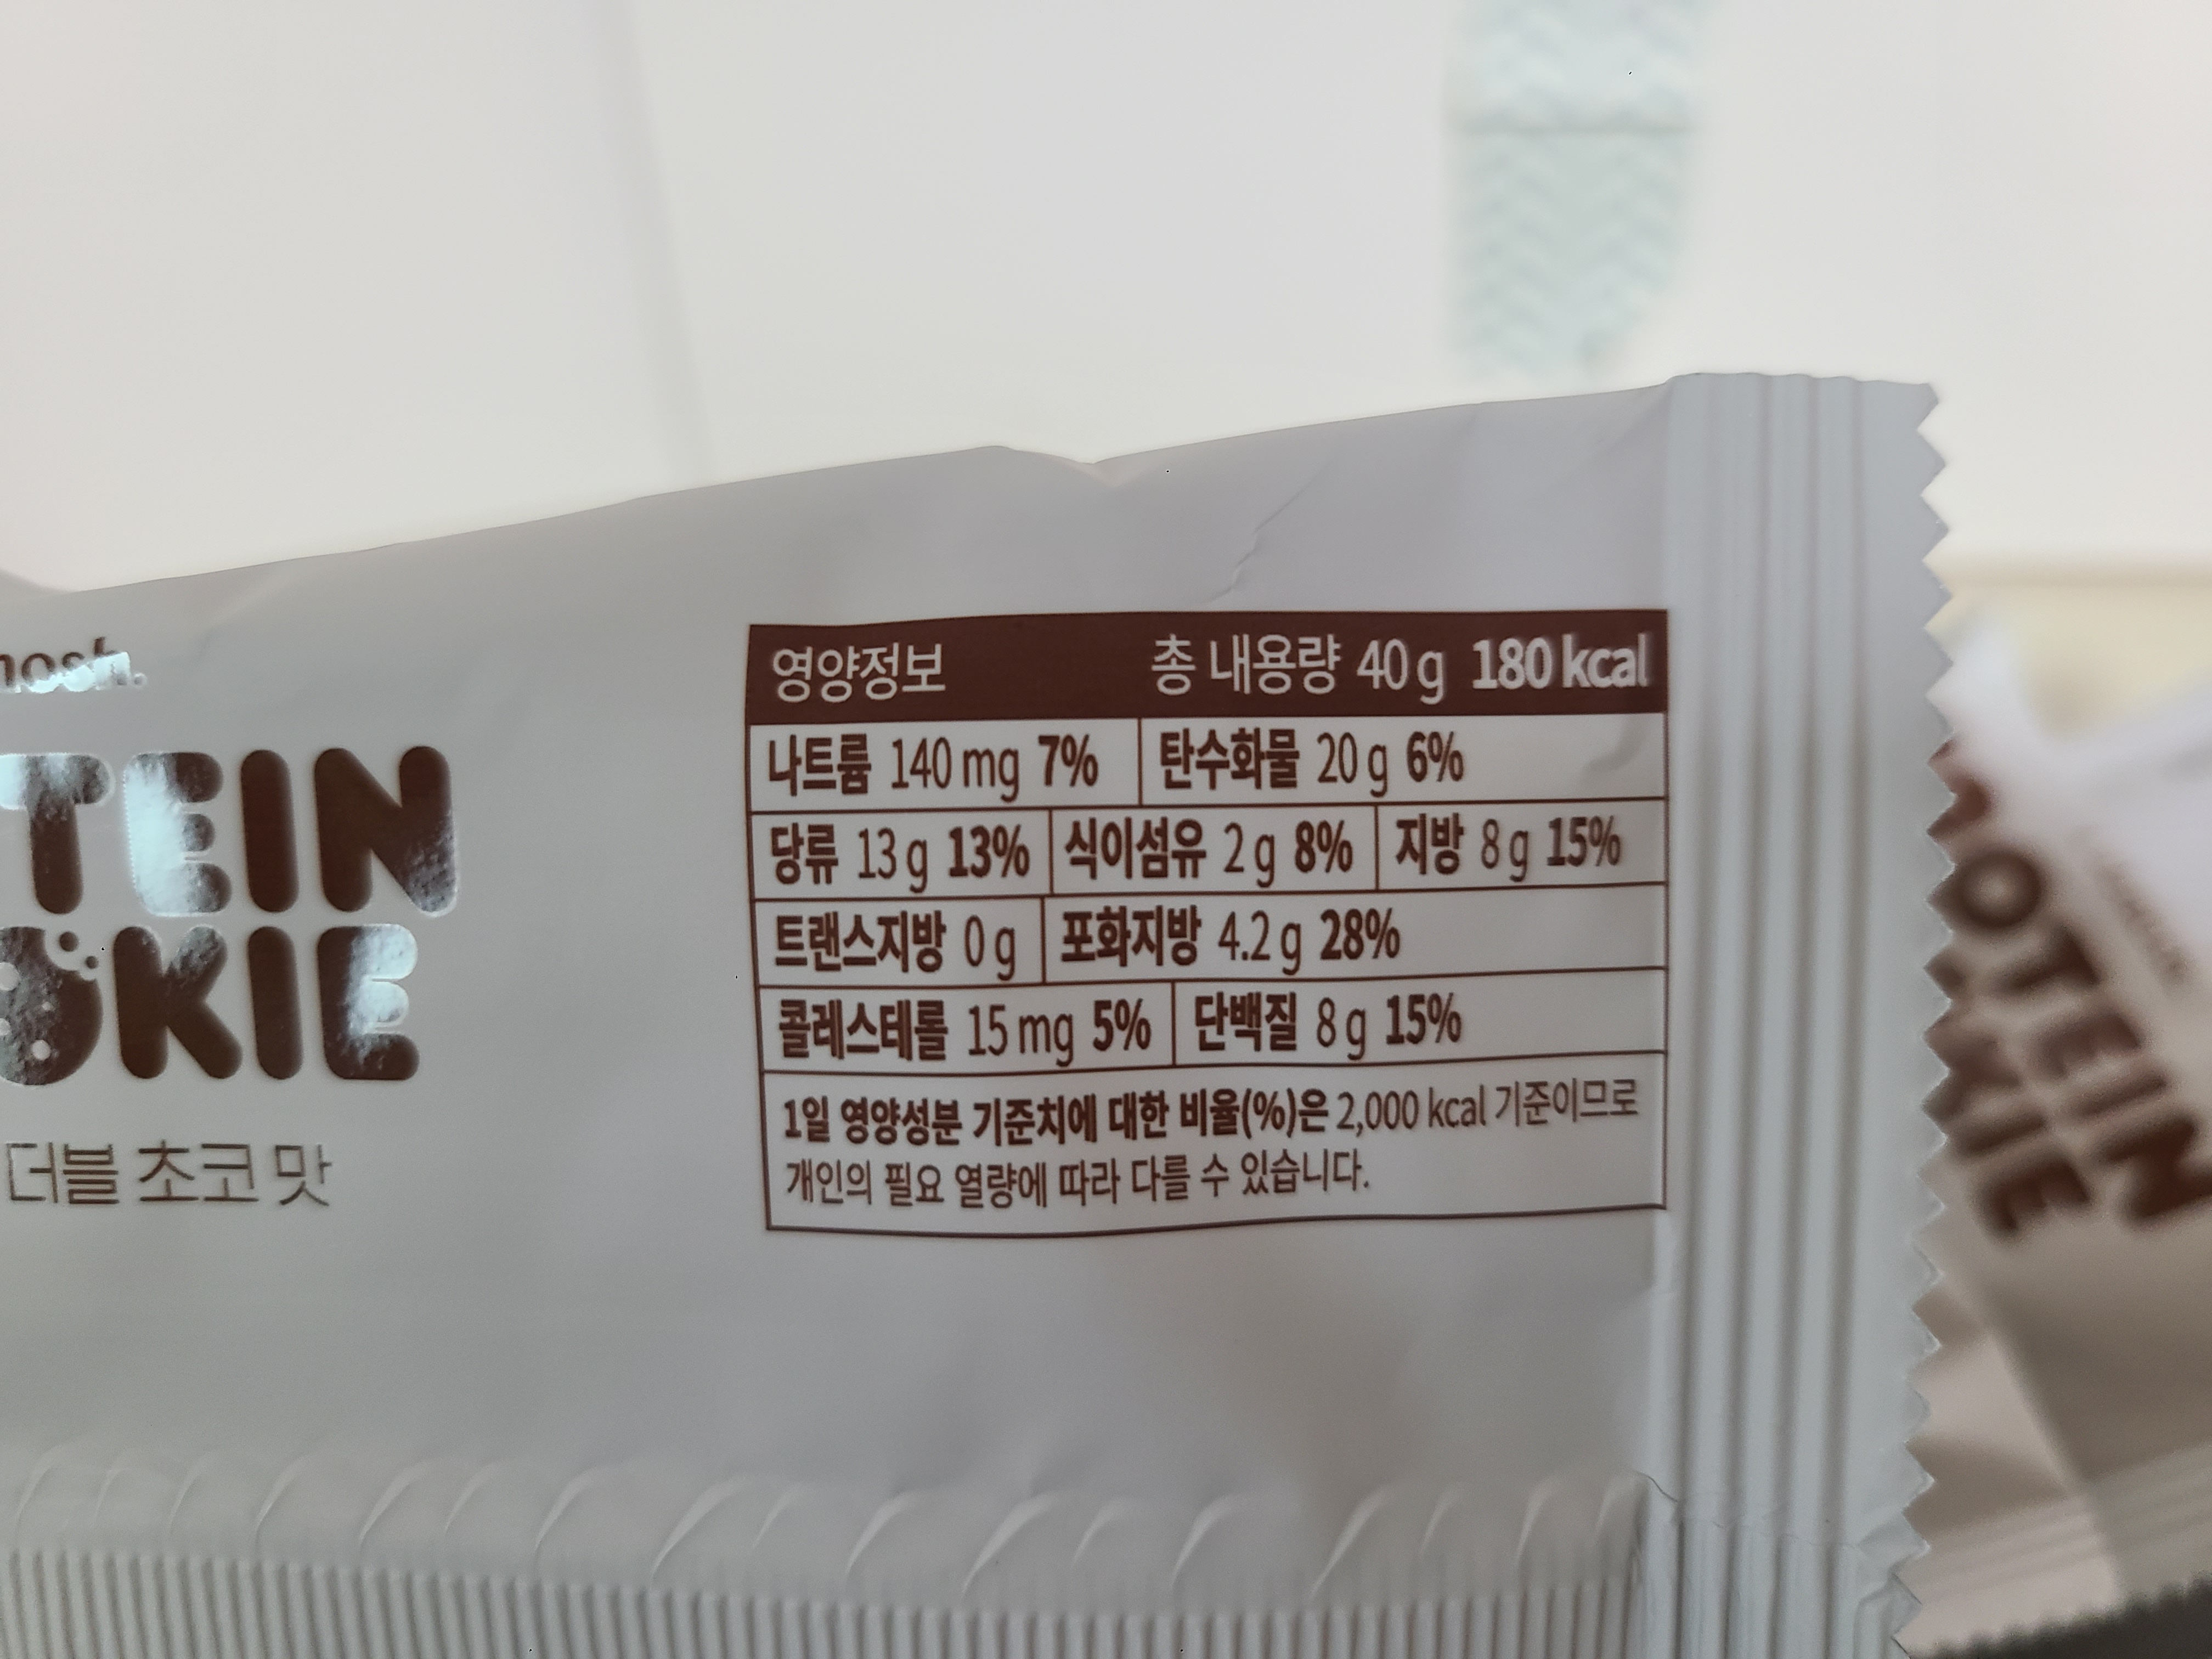 nosh.
TEIN
OKIE
더블 초코 맛
영양정보 총 내용량 40 g 180 kcal
나트륨 140 mg 7% 탄수화물 20 g 6%
당류 13 g 13% 식이섬유 2 g 8% 지방 8 g 15%
트랜스지방 0 g 포화지방 4.2 g 28%
콜레스테롤 15 mg 5% 단백질 8 g 15%
1일 영양성분 기준치에 대한 비율(%)은 2,000 kcal 기준이므로
개인의 필요 열량에 따라 다를 수 있습니다.
OTEIN
KIE